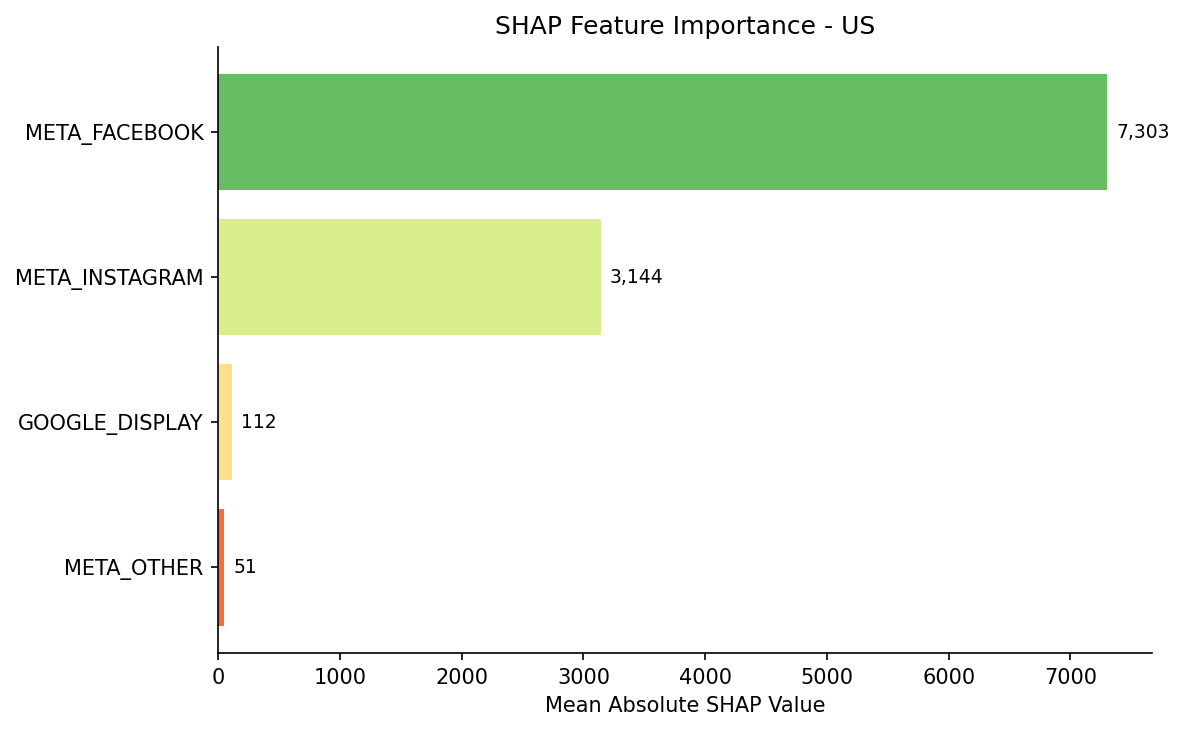 SHAP Feature Importance - US
META_FACEBOOK
7,303
META_INSTAGRAM
3,144
GOOGLE_DISPLAY
112
META_OTHER
51
0 1000 2000 3000 4000 5000 6000 7000
Mean Absolute SHAP Value